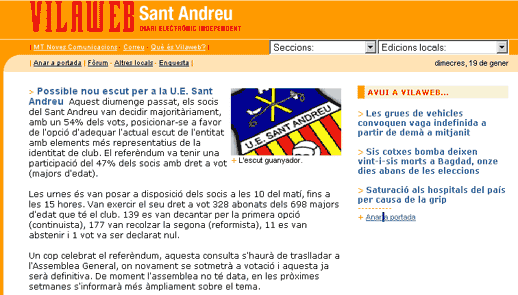 VILAWEB Sant Andreu
DIARI ELECTRÒNIC INDEPENDENT
| MT Noves Comunicacions · Correu · Què és Vilaweb? |
Seccions: Edicions locals:
| Anar a portada | Fòrum · Altres locals · Enquesta |
dimecres, 19 de gener
> Possible nou escut per a la U.E. Sant
Andreu Aquest diumenge passat, els socis
del Sant Andreu van decidir majoritàriament,
amb un 54% dels vots, posicionar-se a favor
de l'opció d'adequar l'actual escut de l'entitat
amb elements més representatius de la
identitat de club. El referèndum va tenir una
participació del 47% dels socis amb dret a vot
(majors d'edat).
U.E. SANT ANDREU
+ L'escut guanyador.
Les urnes és van posar a disposició dels socis a les 10 del matí, fins a
les 15 hores. Van exercir el seu dret a vot 328 abonats dels 698 majors
d'edat que té el club. 139 es van decantar per la primera opció
(continuista), 177 van recolzar la segona (reformista), 11 es van
abstenir i 1 vot va ser declarat nul.
Un cop celebrat el referèndum, aquesta consulta s'haurà de traslladar a
l'Assemblea General, on novament se sotmetrà a votació i aquesta ja
serà definitiva. De moment l'assemblea no té data, en les pròximes
setmanes s'informarà més àmpliament sobre el tema.
AVUI A VILAWEB...
> Les grues de vehicles
convoquen vaga indefinida a
partir de demà a mitjanit
> Sis cotxes bomba deixen
vint-i-sis morts a Bagdad, onze
dies abans de les eleccions
> Saturació als hospitals del país
per causa de la grip
+ Anar a portada